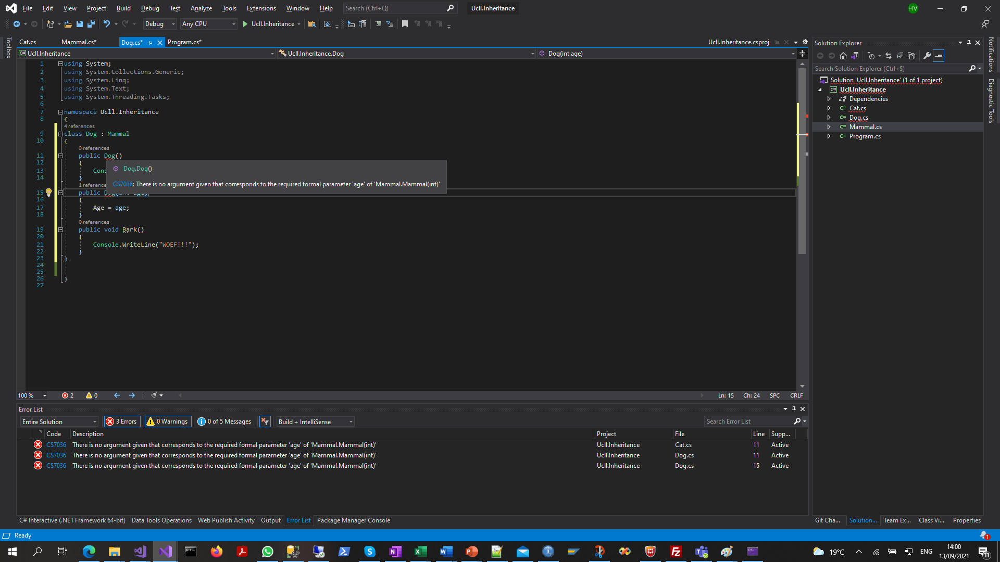 File Edit View Project Build Debug Test Analyze Tools Extensions Window Help Search (Ctrl+Q) Ucll.Inheritance HV
Debug Any CPU Ucll.Inheritance
Toolbox
Cat.cs Mammal.cs* Dog.cs* Program.cs* Ucll.Inheritance.csproj
Ucll.Inheritance Ucll.Inheritance.Dog Dog(int age)
1 using System;
2 using System.Collections.Generic;
3 using System.Linq;
4 using System.Text;
5 using System.Threading.Tasks;
6
7 namespace Ucll.Inheritance
8 {
4 references
9 class Dog : Mammal
10 {
0 references
11 public Dog()
12 {
13 Cons
14 }
Dog.Dog()
CS7036: There is no argument given that corresponds to the required formal parameter 'age' of 'Mammal.Mammal(int)'
1 reference
15 public Dog(int age)
16 {
17 Age = age;
18 }
0 references
19 public void Bark()
20 {
21 Console.WriteLine("WOEF!!!");
22 }
23 }
24
25
26 }
27
100 % 2 0 Ln: 15 Ch: 24 SPC CRLF
Solution Explorer
Search Solution Explorer (Ctrl+$)
Solution 'Ucll.Inheritance' (1 of 1 project)
C# Ucll.Inheritance
Dependencies
C# Cat.cs
C# Dog.cs
C# Mammal.cs
C# Program.cs
Notifications
Diagnostic Tools
Error List
Entire Solution 3 Errors 0 Warnings 0 of 5 Messages Build + IntelliSense Search Error List
Code Description Project File Line Supp...
CS7036 There is no argument given that corresponds to the required formal parameter 'age' of 'Mammal.Mammal(int)' Ucll.Inheritance Cat.cs 11 Active
CS7036 There is no argument given that corresponds to the required formal parameter 'age' of 'Mammal.Mammal(int)' Ucll.Inheritance Dog.cs 11 Active
CS7036 There is no argument given that corresponds to the required formal parameter 'age' of 'Mammal.Mammal(int)' Ucll.Inheritance Dog.cs 15 Active
C# Interactive (.NET Framework 64-bit) Data Tools Operations Web Publish Activity Output Error List Package Manager Console
Git Cha... Solution... Team Ex... Class Vi... Properties
Ready 1
19°C ENG 14:00
13/09/2021 11